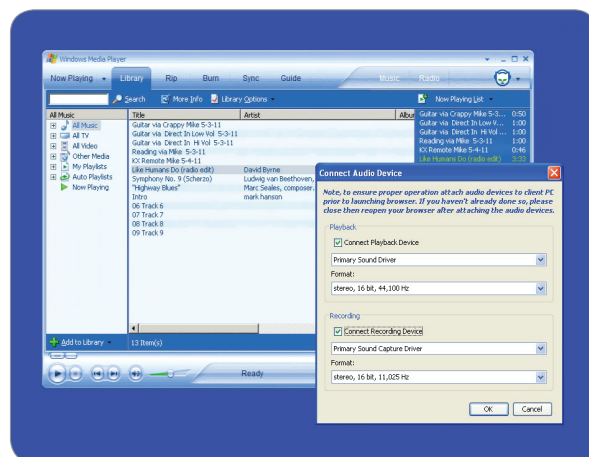 Windows Media Player
Now Playing Library Rip Burn Sync Guide Music Radio
Search More Info Library Options Now Playing List
All Music
All Music
All TV
All Video
Other Media
My Playlists
Auto Playlists
Now Playing
Title Artist Albu
Guitar via Crappy Mike 5-3-11
Guitar via Direct In Low Vol 5-3-11
Guitar via Direct In Hi Vol 5-3-11
Reading via Mike 5-3-11
KX Remote Mike 5-4-11
Like Humans Do (radio edit) David Byrne
Symphony No. 9 (Scherzo) Ludwig van Beethoven,
"Highway Blues" Marc Seales, composer.
Intro mark hanson
06 Track 6
07 Track 7
08 Track 8
09 Track 9
Guitar via Crappy Mike 5-3... 0:50
Guitar via Direct In Low V... 1:00
Guitar via Direct In Hi Vol ... 1:00
Reading via Mike 5-3-11 1:00
KX Remote Mike 5-4-11 0:46
Like Humans Do (radio edit) 3:33
Add to Library 13 Item(s)
Ready
Connect Audio Device
Note, to ensure proper operation attach audio devices to client PC
prior to launching browser. If you haven't already done so, please
close then reopen your browser after attaching the audio devices.
Playback
Connect Playback Device
Primary Sound Driver
Format:
stereo, 16 bit, 44,100 Hz
Recording
Connect Recording Device
Primary Sound Capture Driver
Format:
stereo, 16 bit, 11,025 Hz
OK Cancel